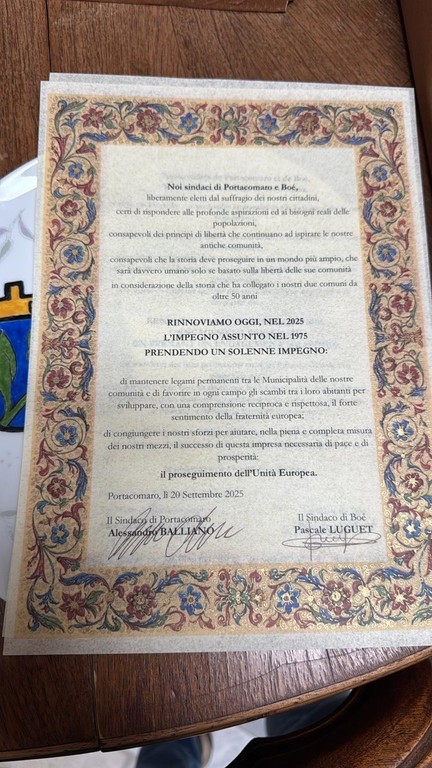 Noi sindaci di Portacomaro e Boé,
liberamente eletti dal suffragio dei nostri cittadini,
certi di rispondere alle profonde aspirazioni ed ai bisogni reali delle
popolazioni,
consapevoli dei principi di libertà che continuano ad ispirare le nostre
antiche comunità,
consapevoli che la storia deve proseguire in un mondo più ampio, che
sarà davvero umano solo se basato sulla libertà delle sue comunità
in considerazione della storia che ha collegato i nostri due comuni da
oltre 50 anni
RINNOVIAMO OGGI, NEL 2025
L'IMPEGNO ASSUNTO NEL 1975
PRENDENDO UN SOLENNE IMPEGNO:
di mantenere legami permanenti tra le Municipalità delle nostre
comunità e di favorire in ogni campo gli scambi tra i loro abitanti per
sviluppare, con una comprensione reciproca e rispettosa, il forte
sentimento della fraternità europea;
di congiungere i nostri sforzi per aiutare, nella piena e completa misura
dei nostri mezzi, il successo di questa impresa necessaria di pace e di
prosperità:
il proseguimento dell'Unità Europea.
Portacomaro, lì 20 Settembre 2025
Il Sindaco di Portacomaro
Alessandro BALLIANO
Il Sindaco di Boé
Pascale LUGUET